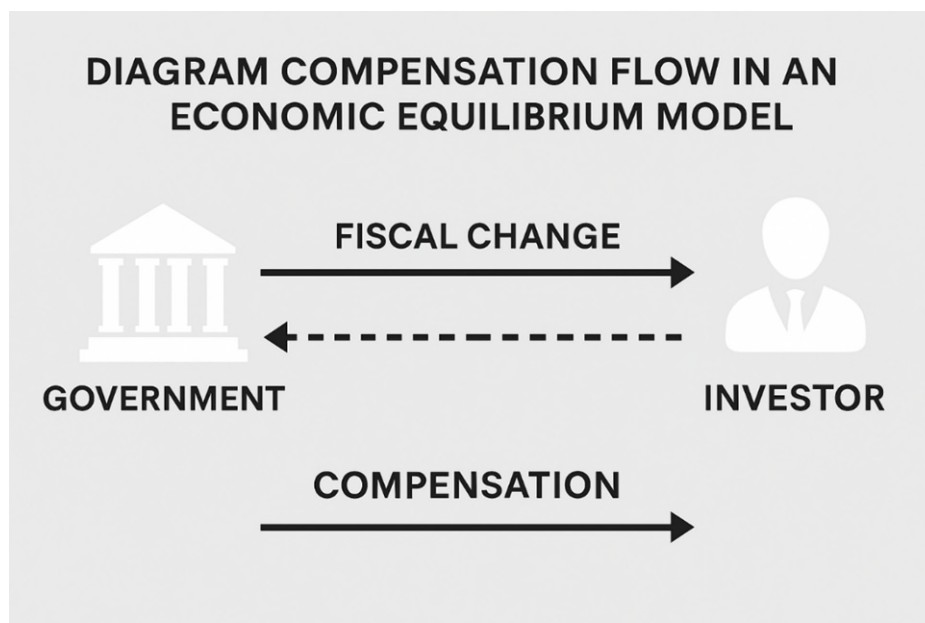 DIAGRAM COMPENSATION FLOW IN AN
ECONOMIC EQUILIBRIUM MODEL
FISCAL CHANGE
GOVERNMENT
INVESTOR
COMPENSATION